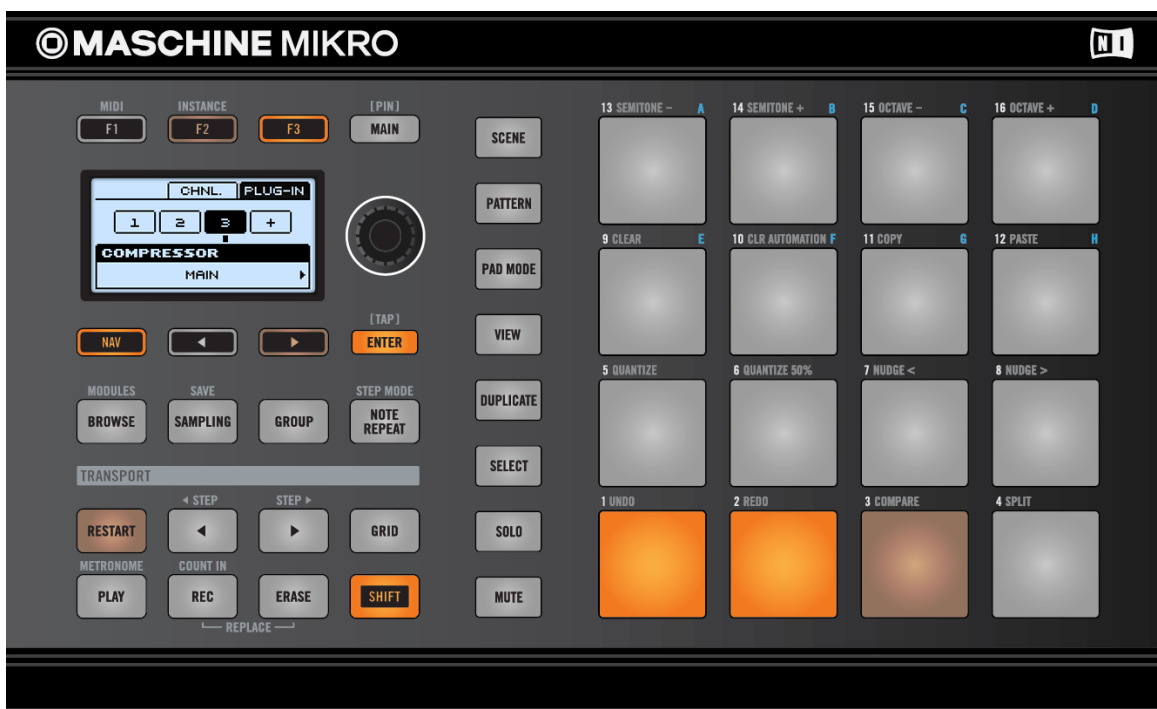 MASCHINE MIKRO
NI
MIDI INSTANCE [PIN]
F1 F2 F3 MAIN
CHNL. PLUG-IN
1 2 3 +
COMPRESSOR
MAIN
[TAP]
NAV ENTER
MODULES SAVE STEP MODE
BROWSE SAMPLING GROUP NOTE REPEAT
TRANSPORT
◀ STEP STEP ▶
RESTART ◀ ▶ GRID
METRONOME COUNT IN
PLAY REC ERASE SHIFT
REPLACE
SCENE
PATTERN
PAD MODE
VIEW
DUPLICATE
SELECT
SOLO
MUTE
13 SEMITONE – A 14 SEMITONE + B 15 OCTAVE – C 16 OCTAVE + D
9 CLEAR E 10 CLR AUTOMATION F 11 COPY G 12 PASTE H
5 QUANTIZE 6 QUANTIZE 50% 7 NUDGE < 8 NUDGE >
1 UNDO 2 REDO 3 COMPARE 4 SPLIT